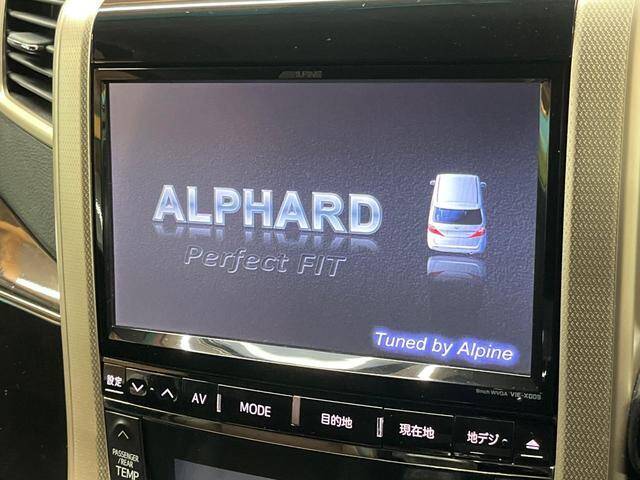 ALPINE
ALPHARD
Perfect FIT
Tuned by Alpine
9inch WVGA VIE-X009
設定
AV
MODE
目的地
現在地
地デジ
PASSENGER
/REAR
TEMP